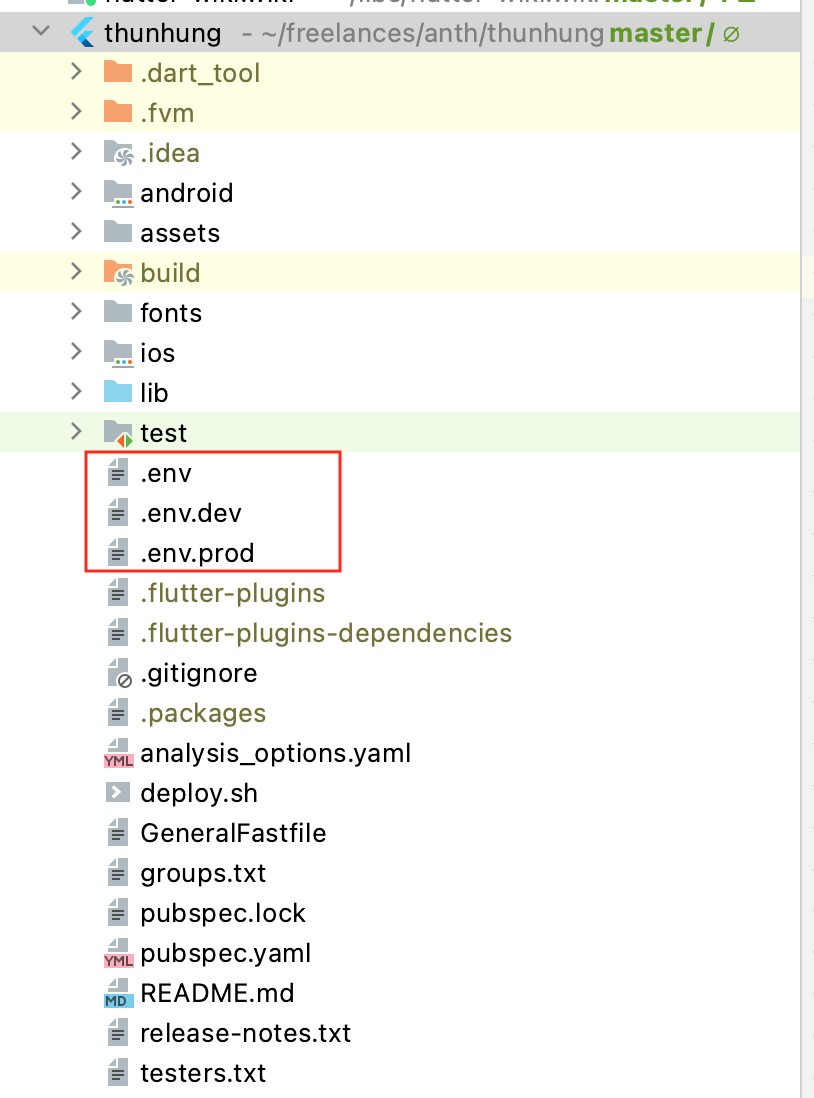 thunhung - ~/freelances/anth/thunhung master / ∅
.dart_tool
.fvm
.idea
android
assets
build
fonts
ios
lib
test
.env
.env.dev
.env.prod
.flutter-plugins
.flutter-plugins-dependencies
.gitignore
.packages
YML analysis_options.yaml
deploy.sh
GeneralFastfile
groups.txt
pubspec.lock
YML pubspec.yaml
MD README.md
release-notes.txt
testers.txt